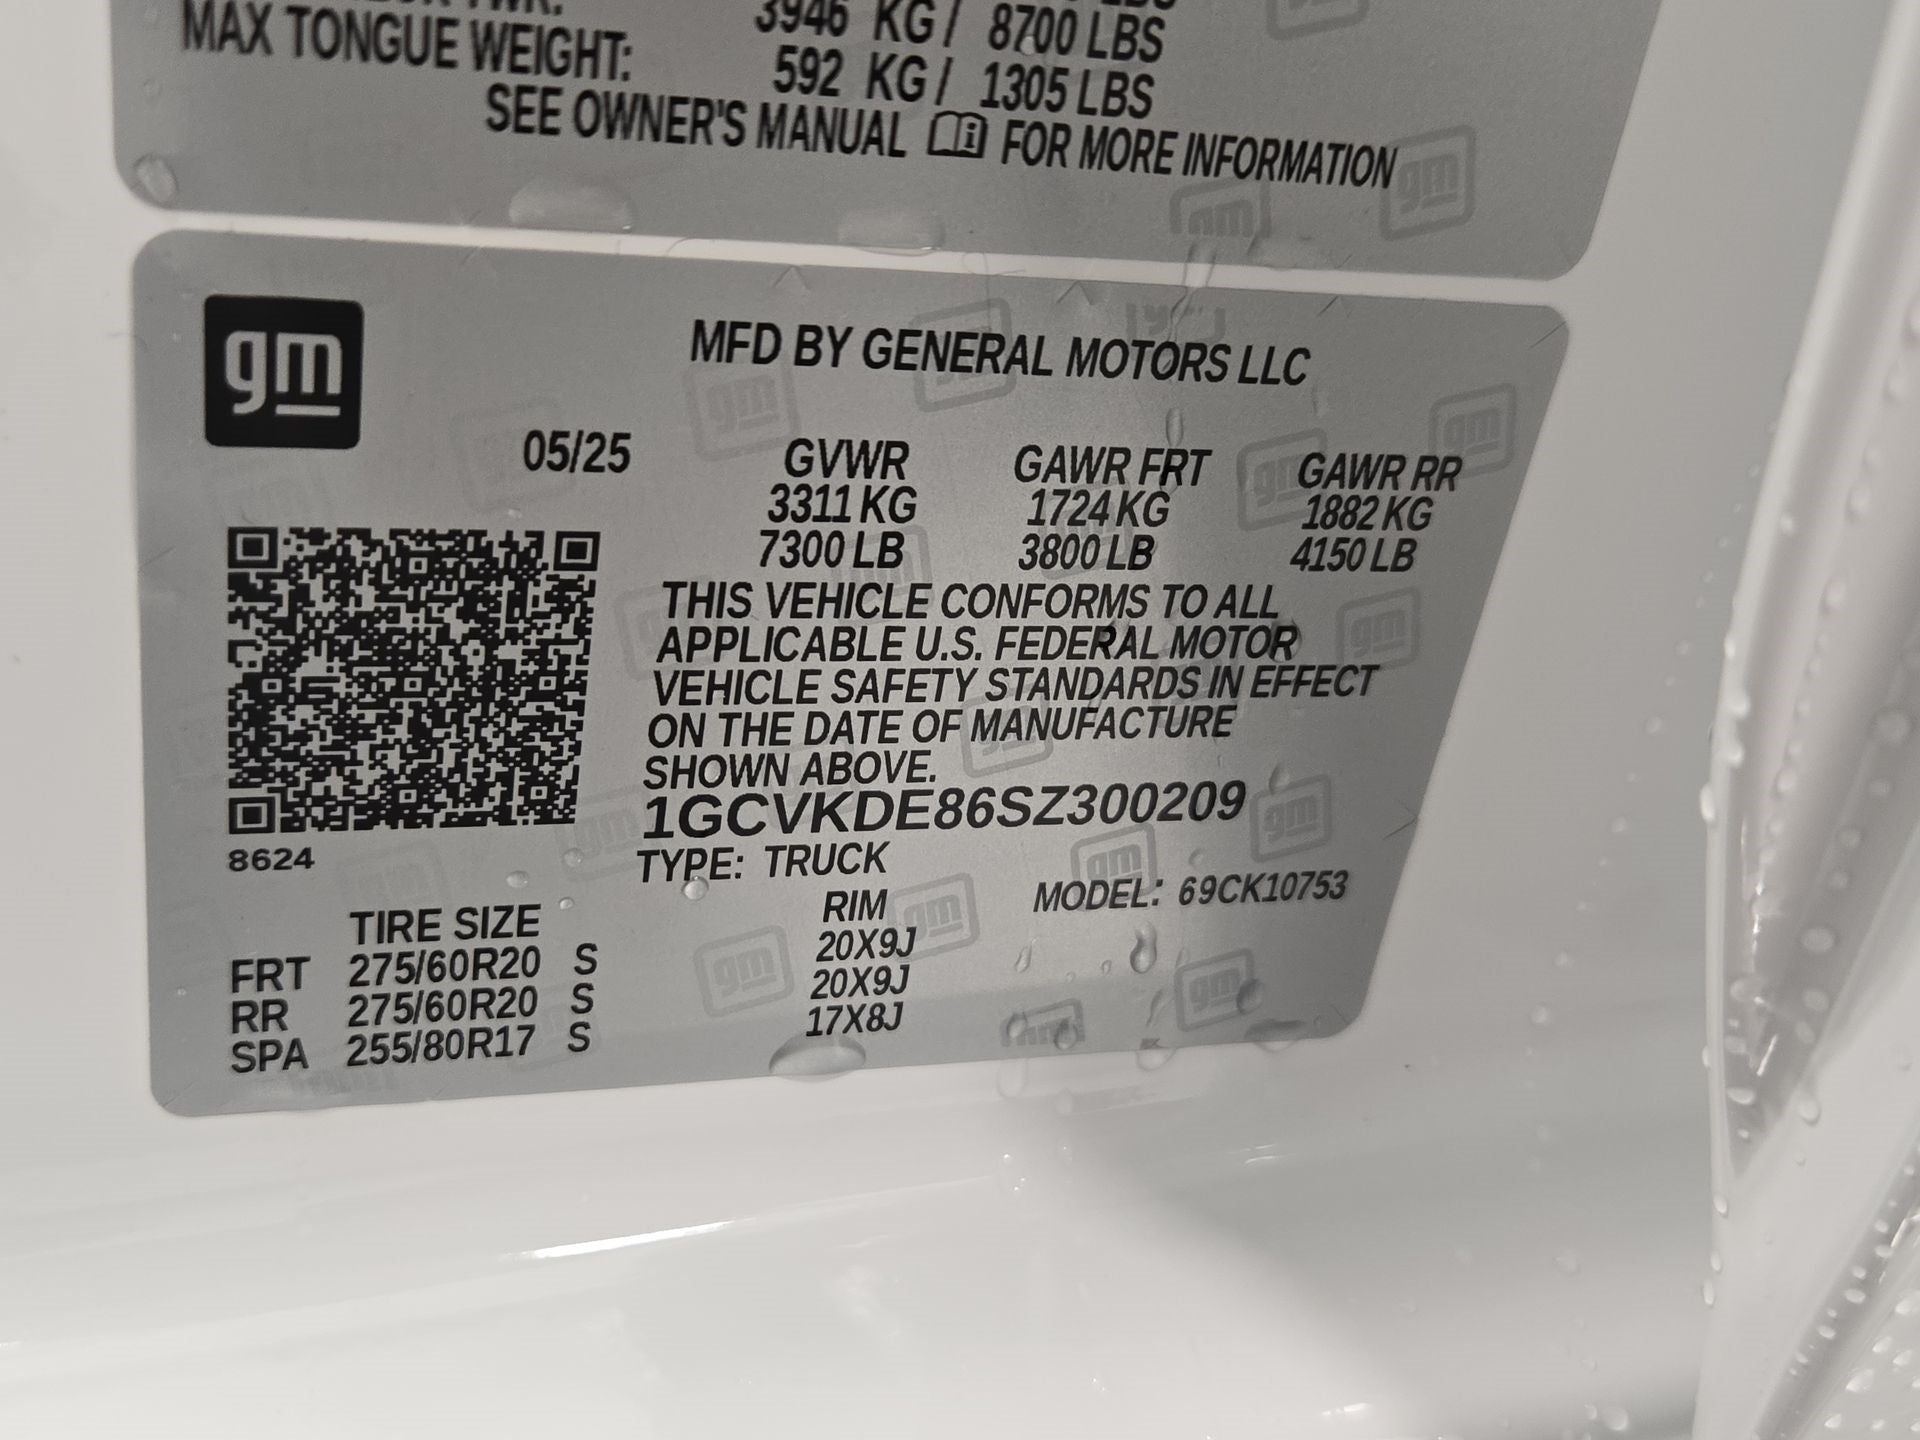 TWR:
3946 KG / 8700 LBS
MAX TONGUE WEIGHT: 592 KG / 1305 LBS
SEE OWNER'S MANUAL FOR MORE INFORMATION
gm
MFD BY GENERAL MOTORS LLC
05/25 GVWR GAWR FRT GAWR RR
3311 KG 1724 KG 1882 KG
7300 LB 3800 LB 4150 LB
THIS VEHICLE CONFORMS TO ALL
APPLICABLE U.S. FEDERAL MOTOR
VEHICLE SAFETY STANDARDS IN EFFECT
ON THE DATE OF MANUFACTURE
SHOWN ABOVE.
1GCVKDE86SZ300209
8624
TYPE: TRUCK
MODEL: 69CK10753
TIRE SIZE RIM
FRT 275/60R20 S 20X9J
RR 275/60R20 S 20X9J
SPA 255/80R17 S 17X8J